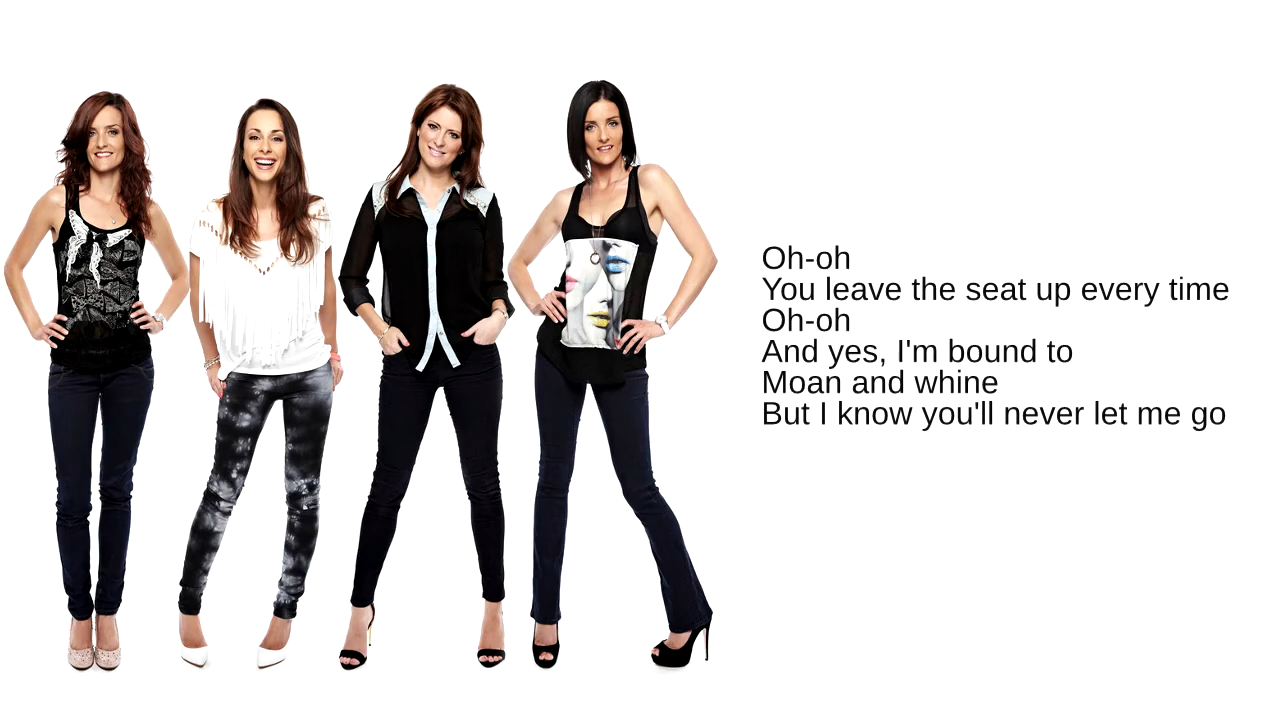 Oh-oh
You leave the seat up every time
Oh-oh
And yes, I'm bound to
Moan and whine
But I know you'll never let me go